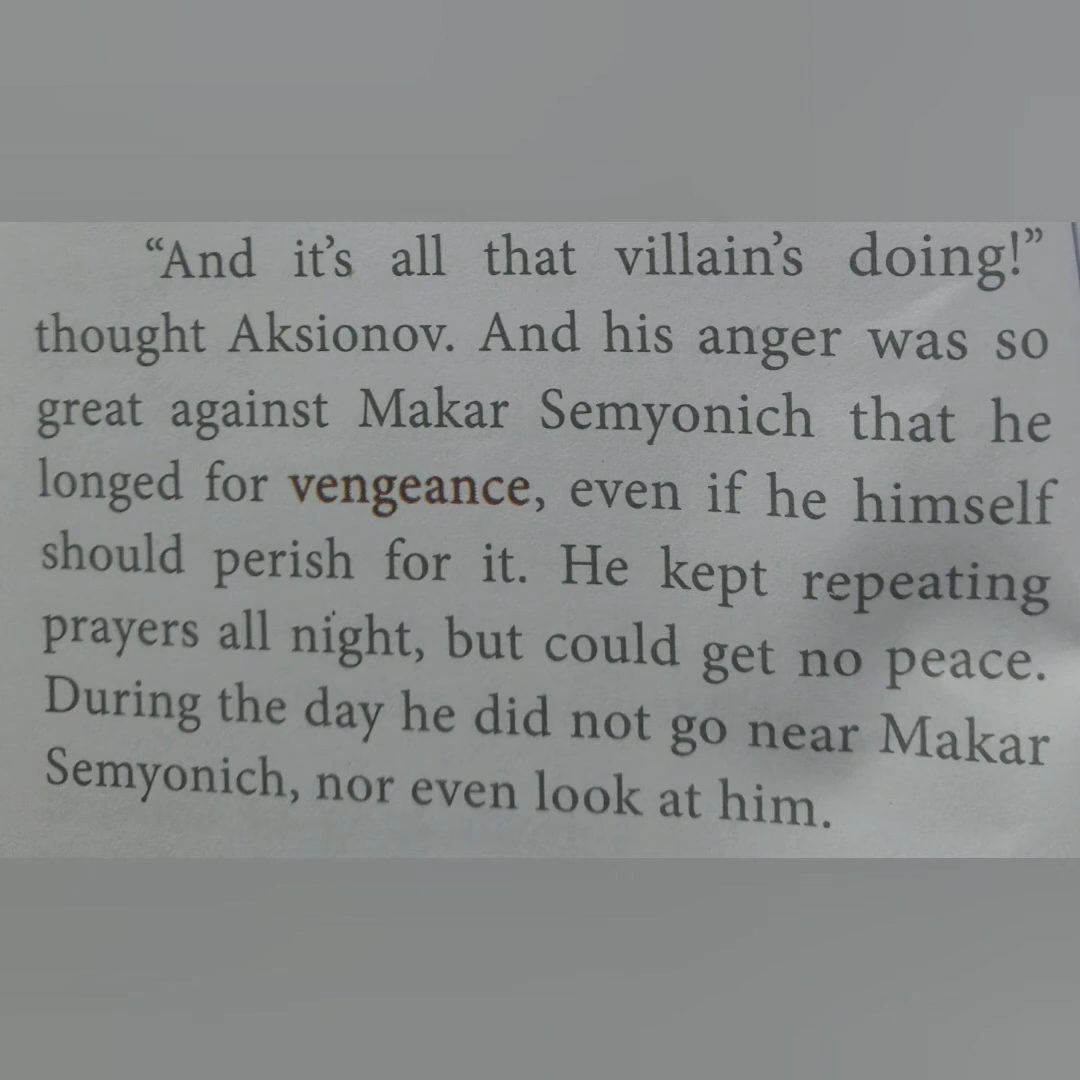 “And it’s all that villain’s doing!”
thought Aksionov. And his anger was so
great against Makar Semyonich that he
longed for vengeance, even if he himself
should perish for it. He kept repeating
prayers all night, but could get no peace.
During the day he did not go near Makar
Semyonich, nor even look at him.